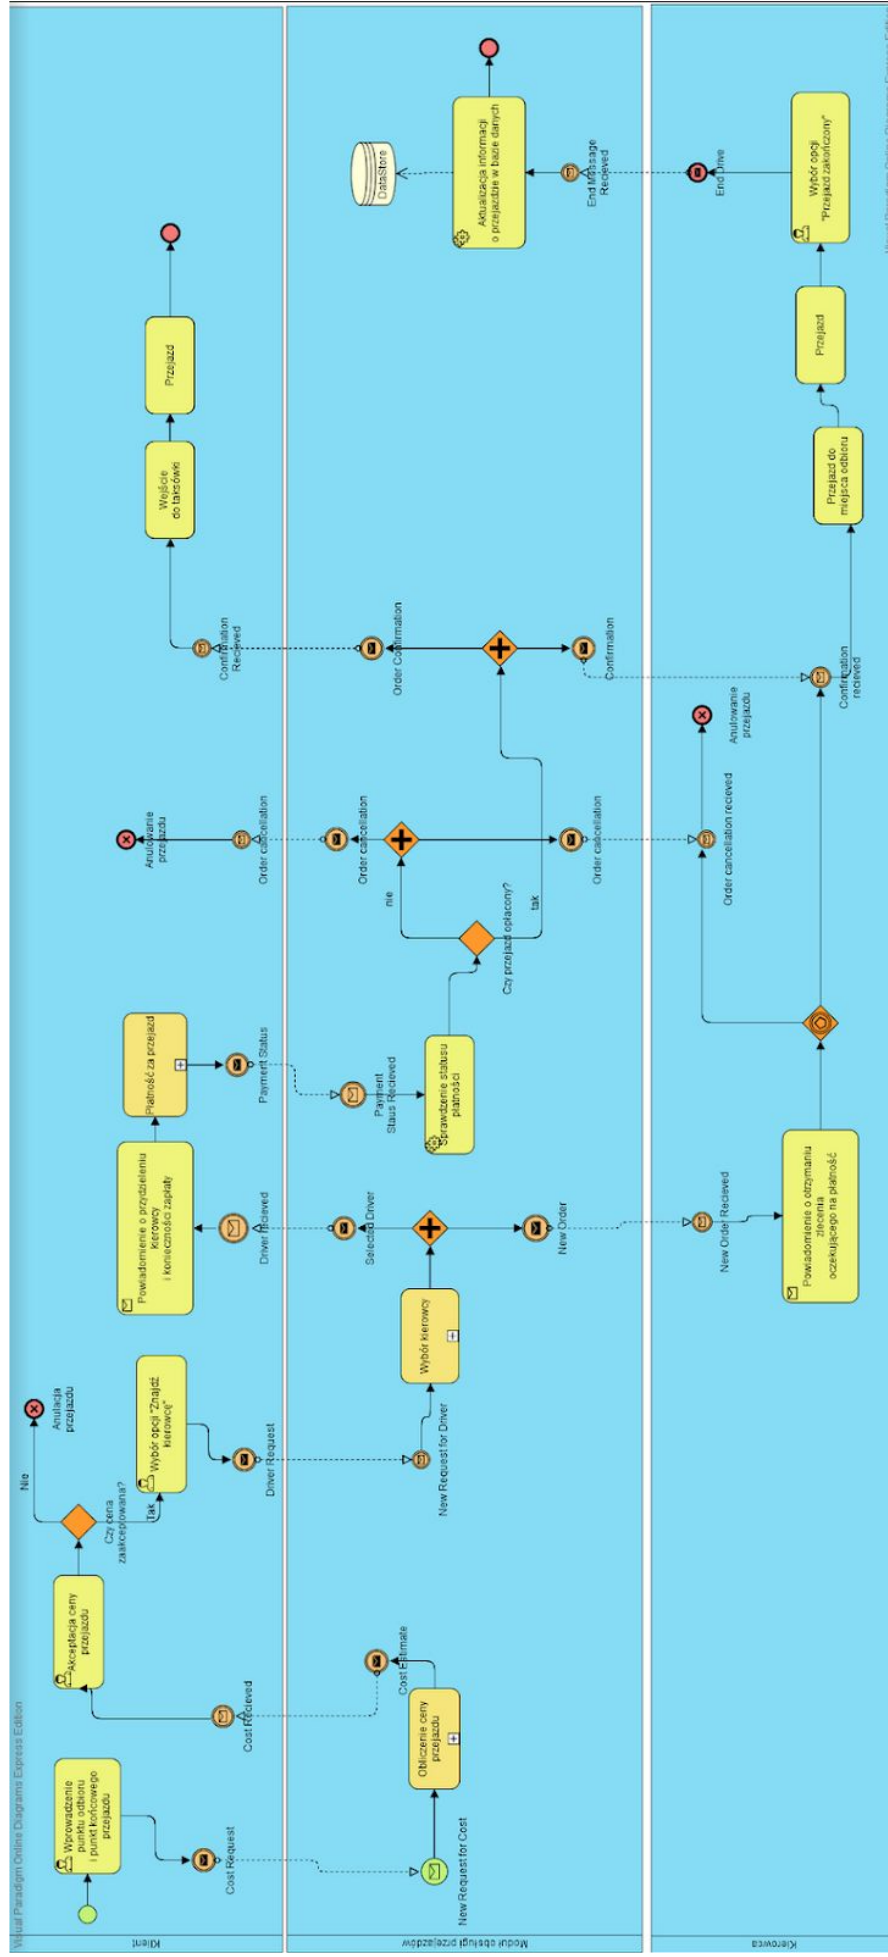 Visual Paradigm Online Diagrams Express Edition
Klient
Wprowadzenie
punktu odbioru
i punkt końcowego
przejazdu
Cost Request
Cost Recieved
Akceptacja ceny
przejazdu
Czy cena
zaakceptowana?
Nie
Anulacja
przejazdu
Tak
Wybór opcji "Znajdź
kierowcę"
Driver Request
Powiadomienie o przydzieleniu
kierowcy
i konieczności zapłaty
Driver recieved
Płatność za przejazd
Payment Status
Anulowanie
przejazdu
Order cancellation
Confirmation
Recieved
Wejście
do taksówki
Przejazd
Moduł obsługi przejazdów
New Request for Cost
Obliczenie ceny
przejazdu
Cost Estimate
New Request for Driver
Wybór kierowcy
Selected Driver
New Order
Payment
Staus Recieved
Sprawdzenie statusu
płatności
Czy przejazd opłacony?
nie
tak
Order cancellation
Order cancellation
Order Confirmation
Confirmation
End Message
Recieved
Aktualizacja informacji
o przejeździe w bazie danych
DataStore
Kierowca
New Order Recieved
Powiadomienie o otrzymaniu
zlecenia
oczekującego na płatność
Order cancellation recieved
Anulowanie
przejazdu
Confirmation
recieved
Przejazd do
miejsca odbioru
Przejazd
Wybór opcji
"Przejazd zakończony"
End Drive